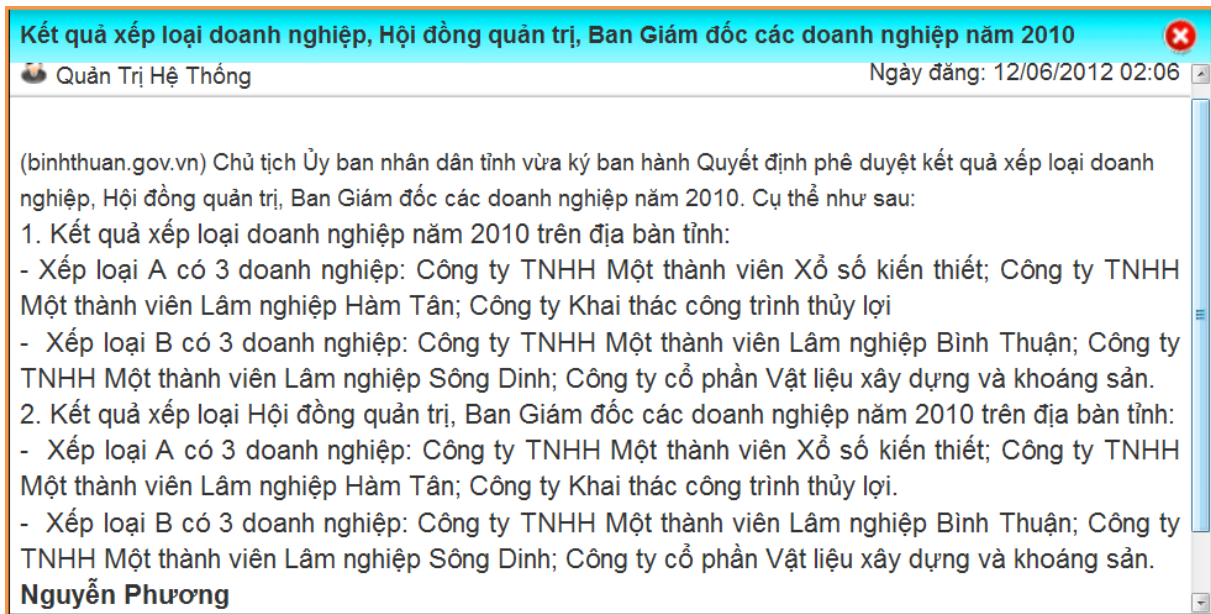 Kết quả xếp loại doanh nghiệp, Hội đồng quản trị, Ban Giám đốc các doanh nghiệp năm 2010
Quản Trị Hệ Thống Ngày đăng: 12/06/2012 02:06
(binhthuan.gov.vn) Chủ tịch Ủy ban nhân dân tỉnh vừa ký ban hành Quyết định phê duyệt kết quả xếp loại doanh
nghiệp, Hội đồng quản trị, Ban Giám đốc các doanh nghiệp năm 2010. Cụ thể như sau:
1. Kết quả xếp loại doanh nghiệp năm 2010 trên địa bàn tỉnh:
- Xếp loại A có 3 doanh nghiệp: Công ty TNHH Một thành viên Xổ số kiến thiết; Công ty TNHH
Một thành viên Lâm nghiệp Hàm Tân; Công ty Khai thác công trình thủy lợi
- Xếp loại B có 3 doanh nghiệp: Công ty TNHH Một thành viên Lâm nghiệp Bình Thuận; Công ty
TNHH Một thành viên Lâm nghiệp Sông Dinh; Công ty cổ phần Vật liệu xây dựng và khoáng sản.
2. Kết quả xếp loại Hội đồng quản trị, Ban Giám đốc các doanh nghiệp năm 2010 trên địa bàn tỉnh:
- Xếp loại A có 3 doanh nghiệp: Công ty TNHH Một thành viên Xổ số kiến thiết; Công ty TNHH
Một thành viên Lâm nghiệp Hàm Tân; Công ty Khai thác công trình thủy lợi.
- Xếp loại B có 3 doanh nghiệp: Công ty TNHH Một thành viên Lâm nghiệp Bình Thuận; Công ty
TNHH Một thành viên Lâm nghiệp Sông Dinh; Công ty cổ phần Vật liệu xây dựng và khoáng sản.
Nguyễn Phương